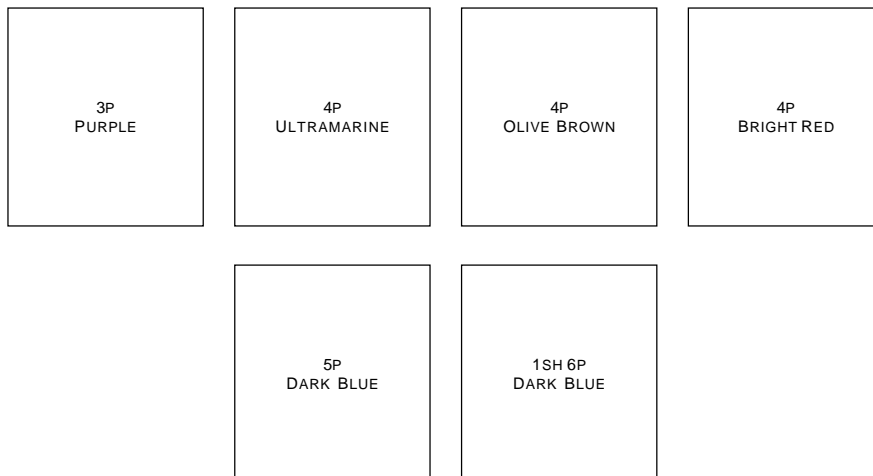 3P
PURPLE
4P
ULTRAMARINE
4P
OLIVE BROWN
4P
BRIGHT RED
5P
DARK BLUE
1SH 6P
DARK BLUE